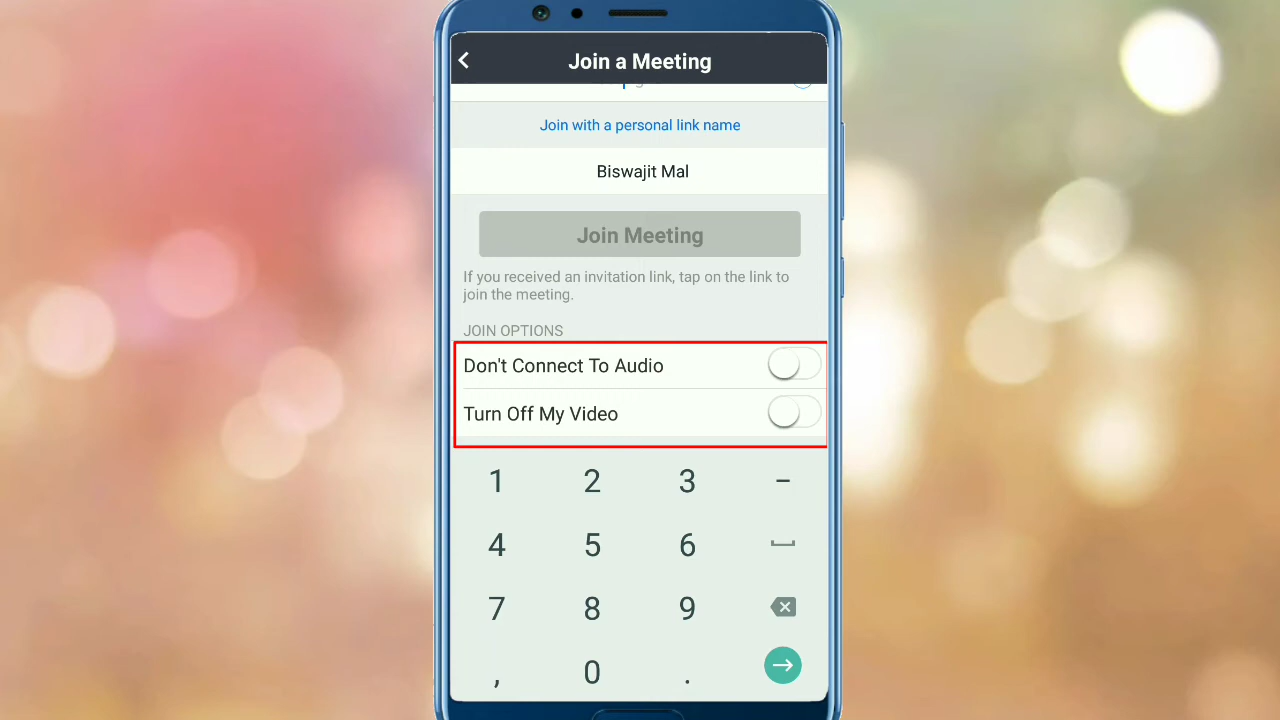 Join a Meeting
Join with a personal link name
Biswajit Mal
Join Meeting
If you received an invitation link, tap on the link to
join the meeting.
JOIN OPTIONS
Don't Connect To Audio
Turn Off My Video
1 2 3 -
4 5 6
7 8 9
, 0 .